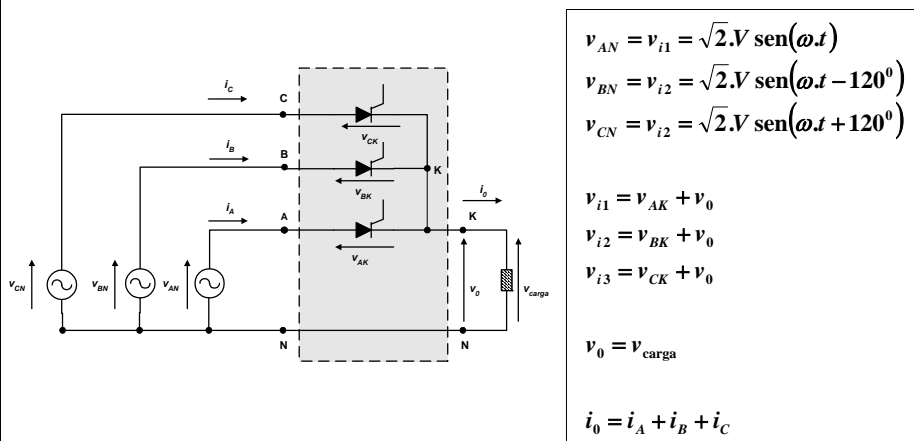 i_C
C
v_CK
i_B
B
K
v_BK
i_0
i_A
A
K
v_AK
v_CN
v_BN
v_AN
v_0
v_carga
N
N
v_AN = v_i1 = √2.V sen(ω.t)
v_BN = v_i2 = √2.V sen(ω.t − 120⁰)
v_CN = v_i2 = √2.V sen(ω.t + 120⁰)
v_i1 = v_AK + v_0
v_i2 = v_BK + v_0
v_i3 = v_CK + v_0
v_0 = v_carga
i_0 = i_A + i_B + i_C